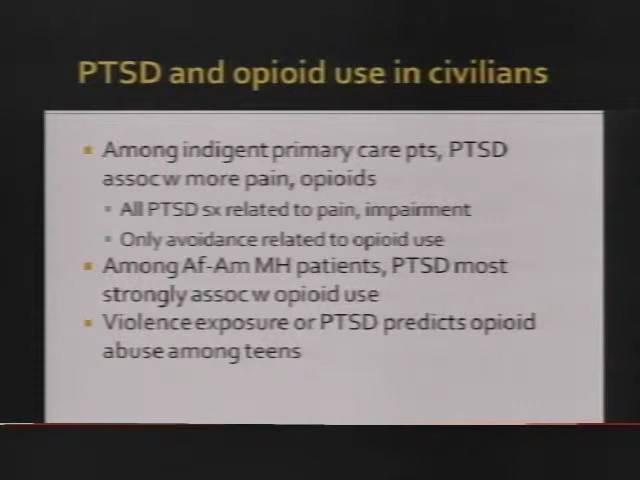 PTSD and opioid use in civilians
Among indigent primary care pts, PTSD
assoc w more pain, opioids
All PTSD sx related to pain, impairment
Only avoidance related to opioid use
Among Af-Am MH patients, PTSD most
strongly assoc w opioid use
Violence exposure or PTSD predicts opioid
abuse among teens